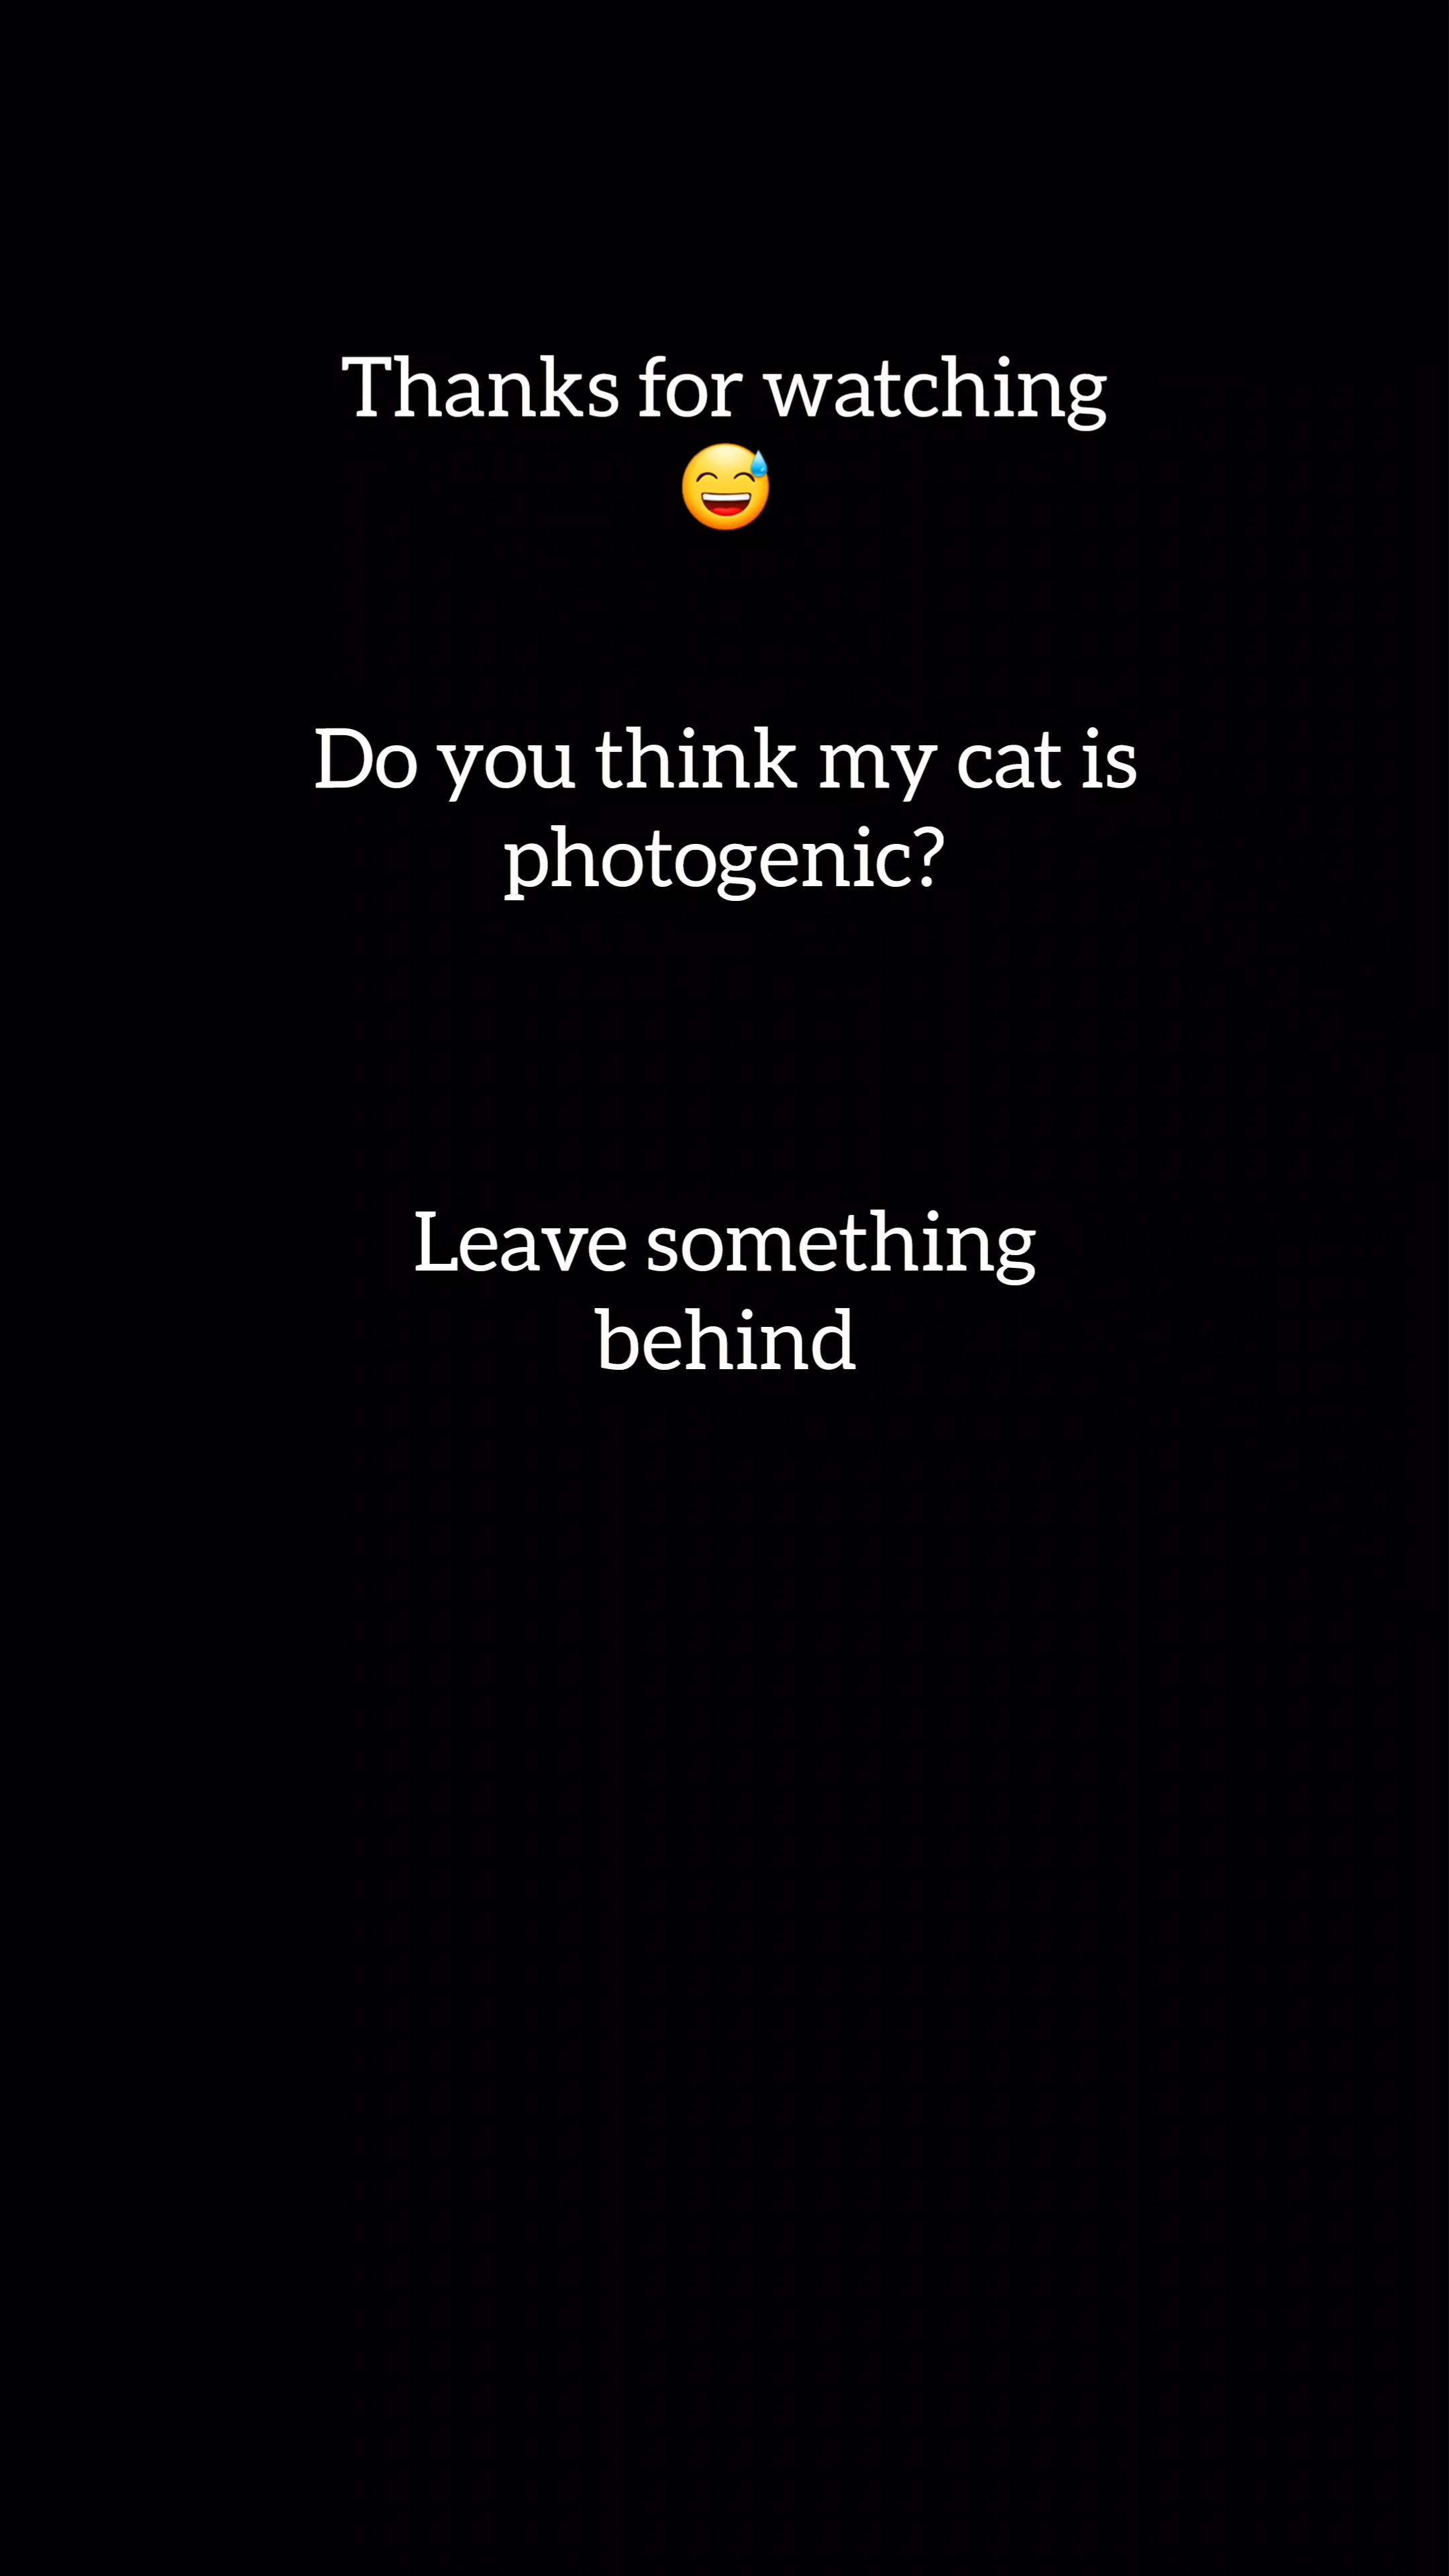 Thanks for watching
😅
Do you think my cat is
photogenic?
Leave something
behind